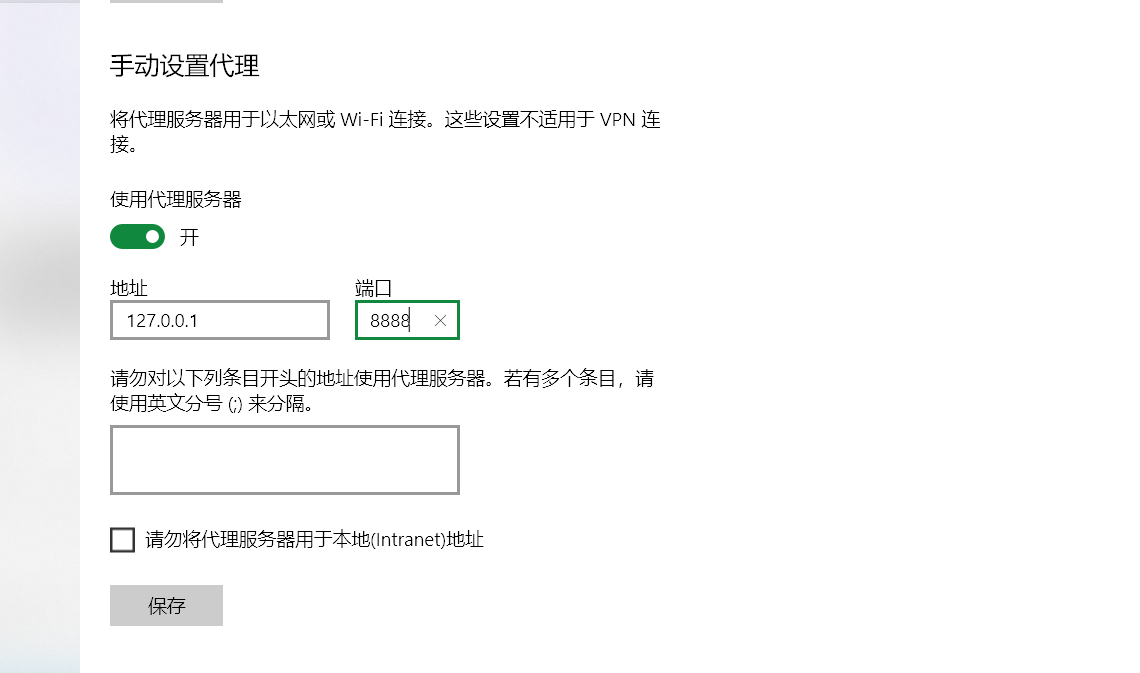 手动设置代理
将代理服务器用于以太网或 Wi-Fi 连接。这些设置不适用于 VPN 连
接。
使用代理服务器
开
地址
端口
127.0.0.1
8888
请勿对以下列条目开头的地址使用代理服务器。若有多个条目，请
使用英文分号 (;) 来分隔。
请勿将代理服务器用于本地(Intranet)地址
保存